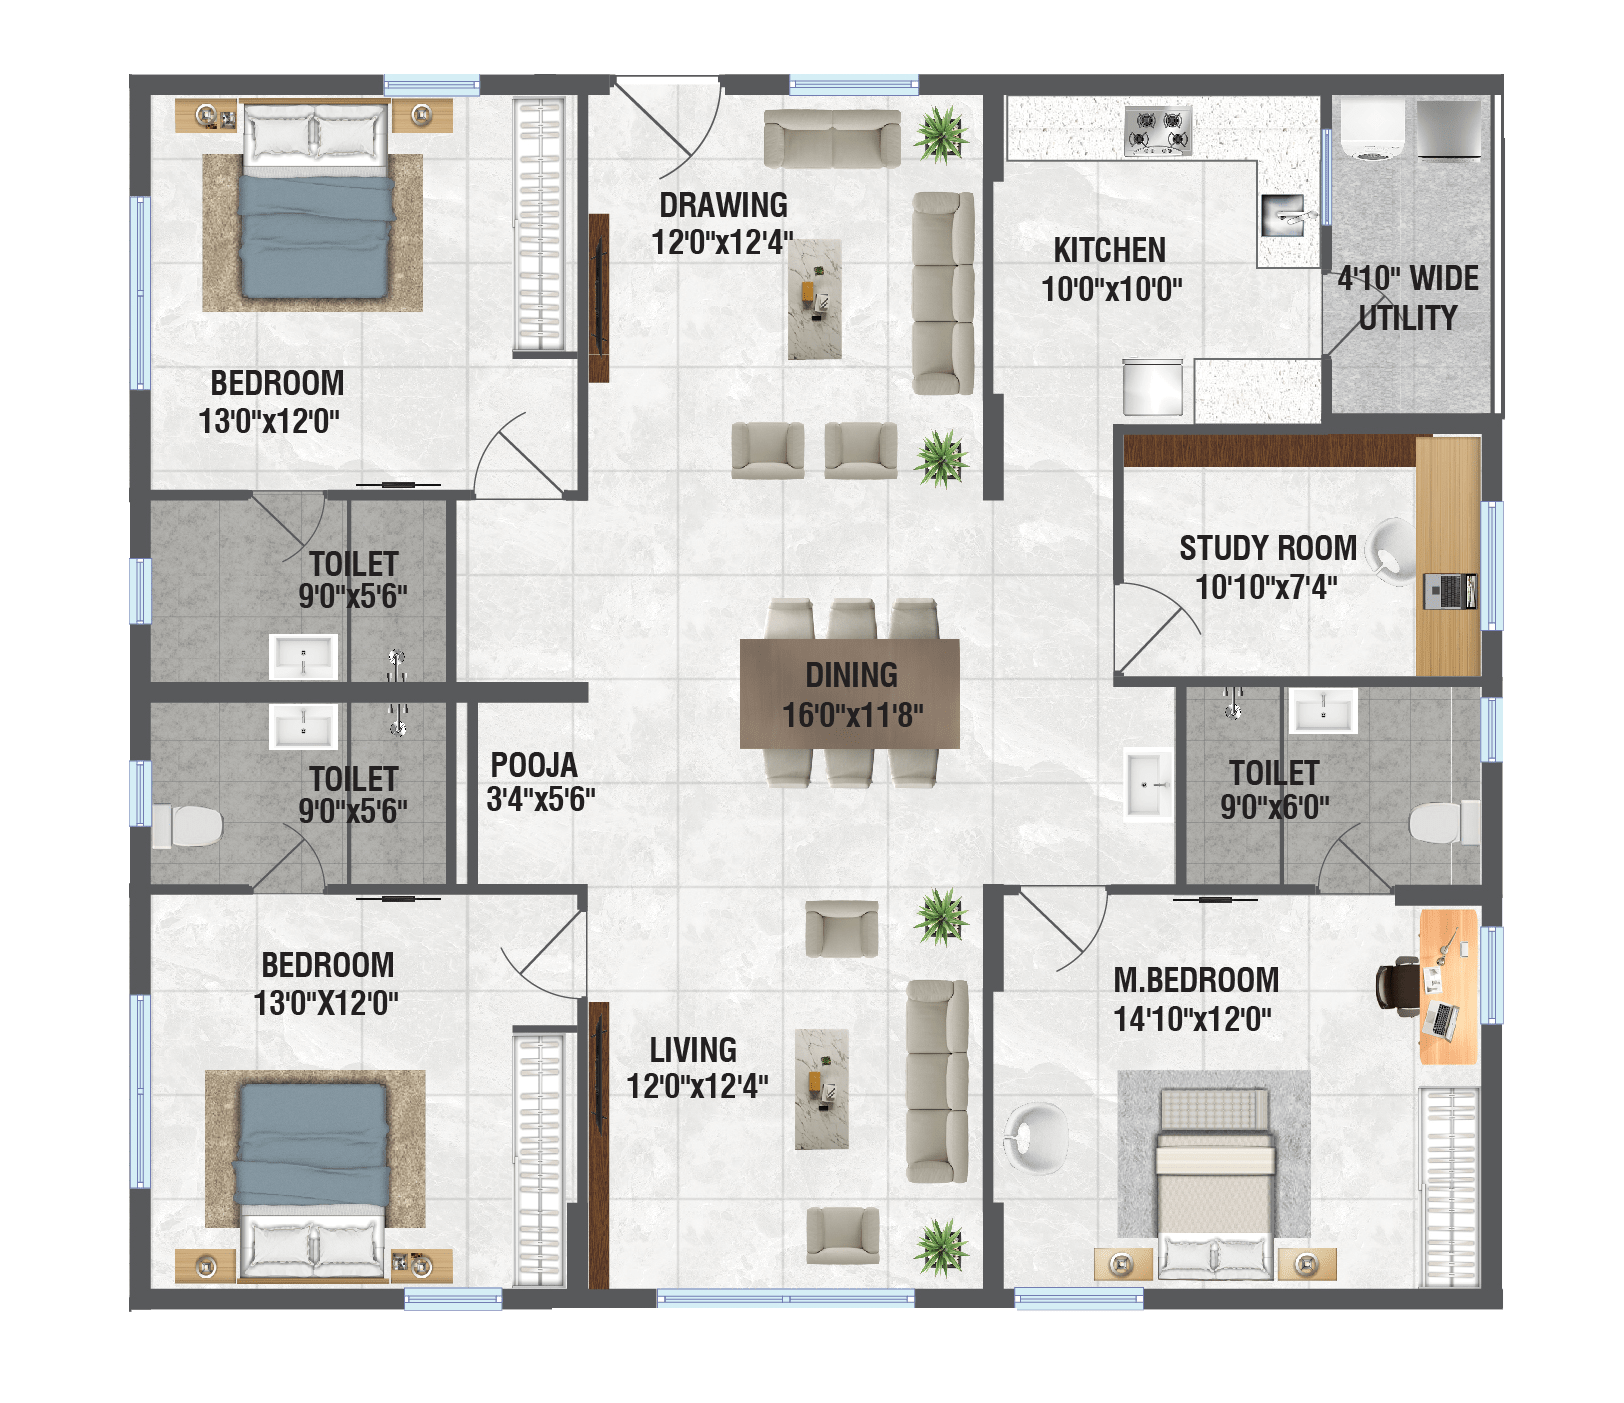 DRAWING
12'0"x12'4"
KITCHEN
10'0"x10'0"
4'10" WIDE
UTILITY
BEDROOM
13'0"x12'0"
TOILET
9'0"x5'6"
STUDY ROOM
10'10"x7'4"
DINING
16'0"x11'8"
POOJA
3'4"x5'6"
TOILET
9'0"x5'6"
TOILET
9'0"x6'0"
BEDROOM
13'0"X12'0"
M.BEDROOM
14'10"x12'0"
LIVING
12'0"x12'4"